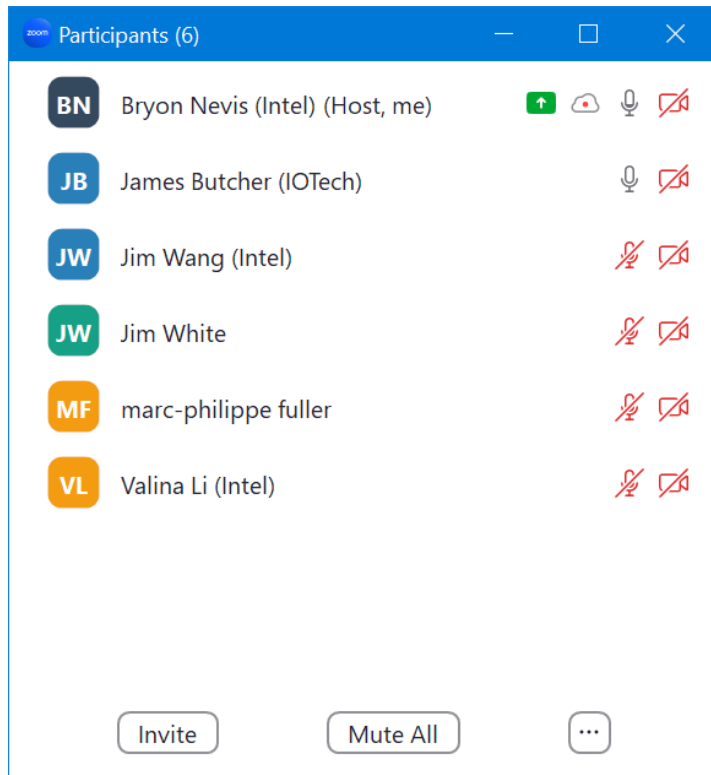 zoom Participants (6)
BN Bryon Nevis (Intel) (Host, me)
JB James Butcher (IOTech)
JW Jim Wang (Intel)
JW Jim White
MF marc-philippe fuller
VL Valina Li (Intel)
Invite Mute All ...